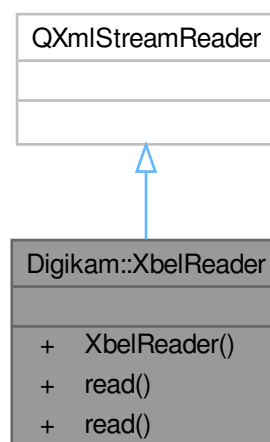 QXmlStreamReader
Digikam::XbelReader
+ XbelReader()
+ read()
+ read()